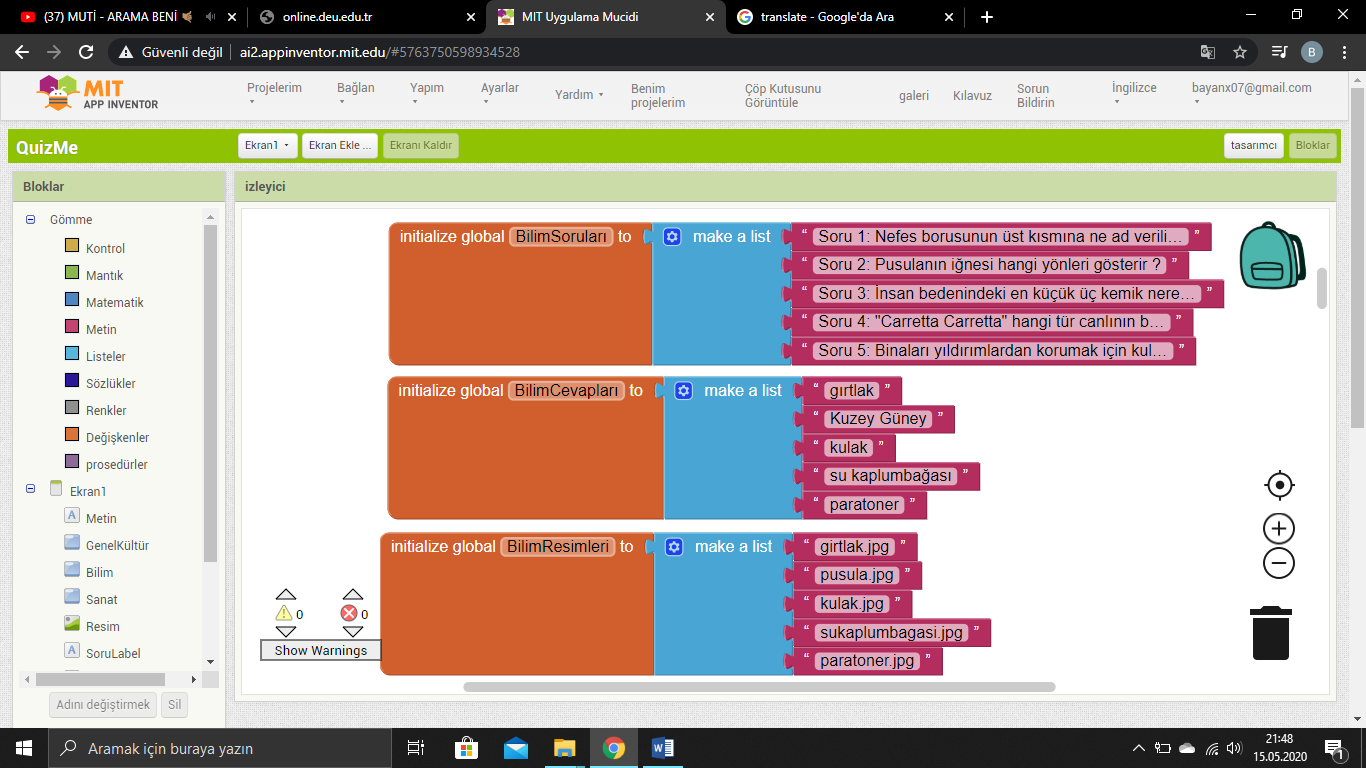 (37) MUTİ - ARAMA BENİ
online.deu.edu.tr
MIT Uygulama Mucidi
translate - Google'da Ara
Güvenli değil
ai2.appinventor.mit.edu/#5763750598934528
B
MIT
APP INVENTOR
Projelerim
Bağlan
Yapım
Ayarlar
Yardım
Benim projelerim
Çöp Kutusunu Görüntüle
galeri
Kılavuz
Sorun Bildirin
İngilizce
bayanx07@gmail.com
QuizMe
Ekran1
Ekran Ekle ...
Ekranı Kaldır
tasarımcı
Bloklar
Bloklar
izleyici
Gömme
Kontrol
Mantık
Matematik
Metin
Listeler
Sözlükler
Renkler
Değişkenler
prosedürler
Ekran1
Metin
GenelKültür
Bilim
Sanat
Resim
SoruLabel
Adını değiştirmek
Sil
initialize global BilimSoruları to make a list “ Soru 1: Nefes borusunun üst kısmına ne ad verili... ”
“ Soru 2: Pusulanın iğnesi hangi yönleri gösterir ? ”
“ Soru 3: İnsan bedenindeki en küçük üç kemik nere... ”
“ Soru 4: "Carretta Carretta" hangi tür canlının b... ”
“ Soru 5: Binaları yıldırımlardan korumak için kul... ”
initialize global BilimCevapları to make a list “ gırtlak ”
“ Kuzey Güney ”
“ kulak ”
“ su kaplumbağası ”
“ paratoner ”
initialize global BilimResimleri to make a list “ girtlak.jpg ”
“ pusula.jpg ”
“ kulak.jpg ”
“ sukaplumbagasi.jpg ”
“ paratoner.jpg ”
0
0
Show Warnings
Aramak için buraya yazın
21:48
15.05.2020
1